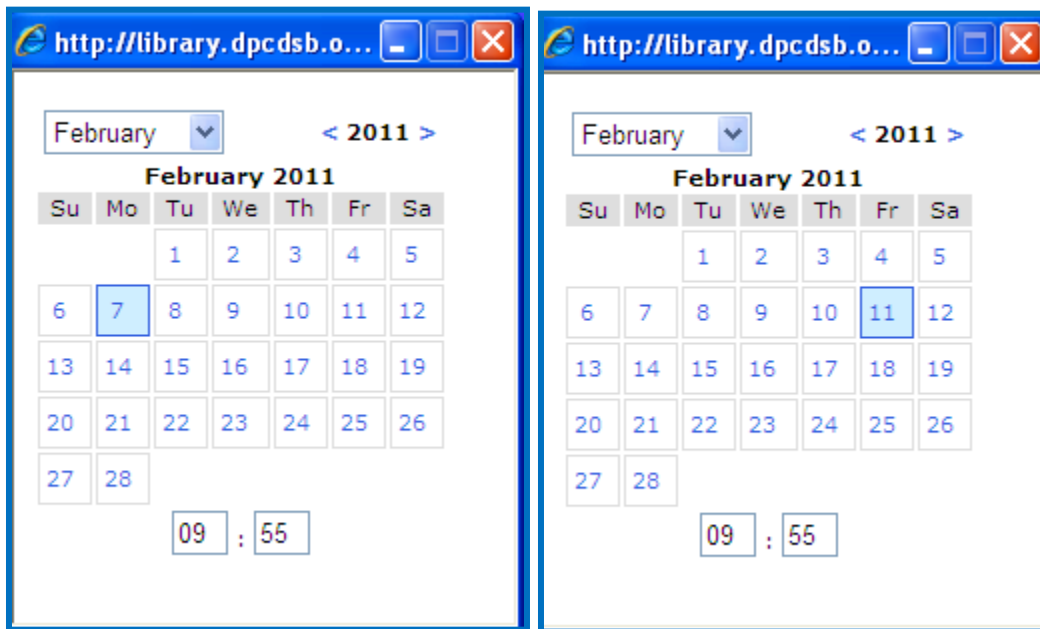 http://library.dpcdsb.o...
February
< 2011 >
February 2011
Su Mo Tu We Th Fr Sa
1 2 3 4 5
6 7 8 9 10 11 12
13 14 15 16 17 18 19
20 21 22 23 24 25 26
27 28
09 : 55
http://library.dpcdsb.o...
February
< 2011 >
February 2011
Su Mo Tu We Th Fr Sa
1 2 3 4 5
6 7 8 9 10 11 12
13 14 15 16 17 18 19
20 21 22 23 24 25 26
27 28
09 : 55